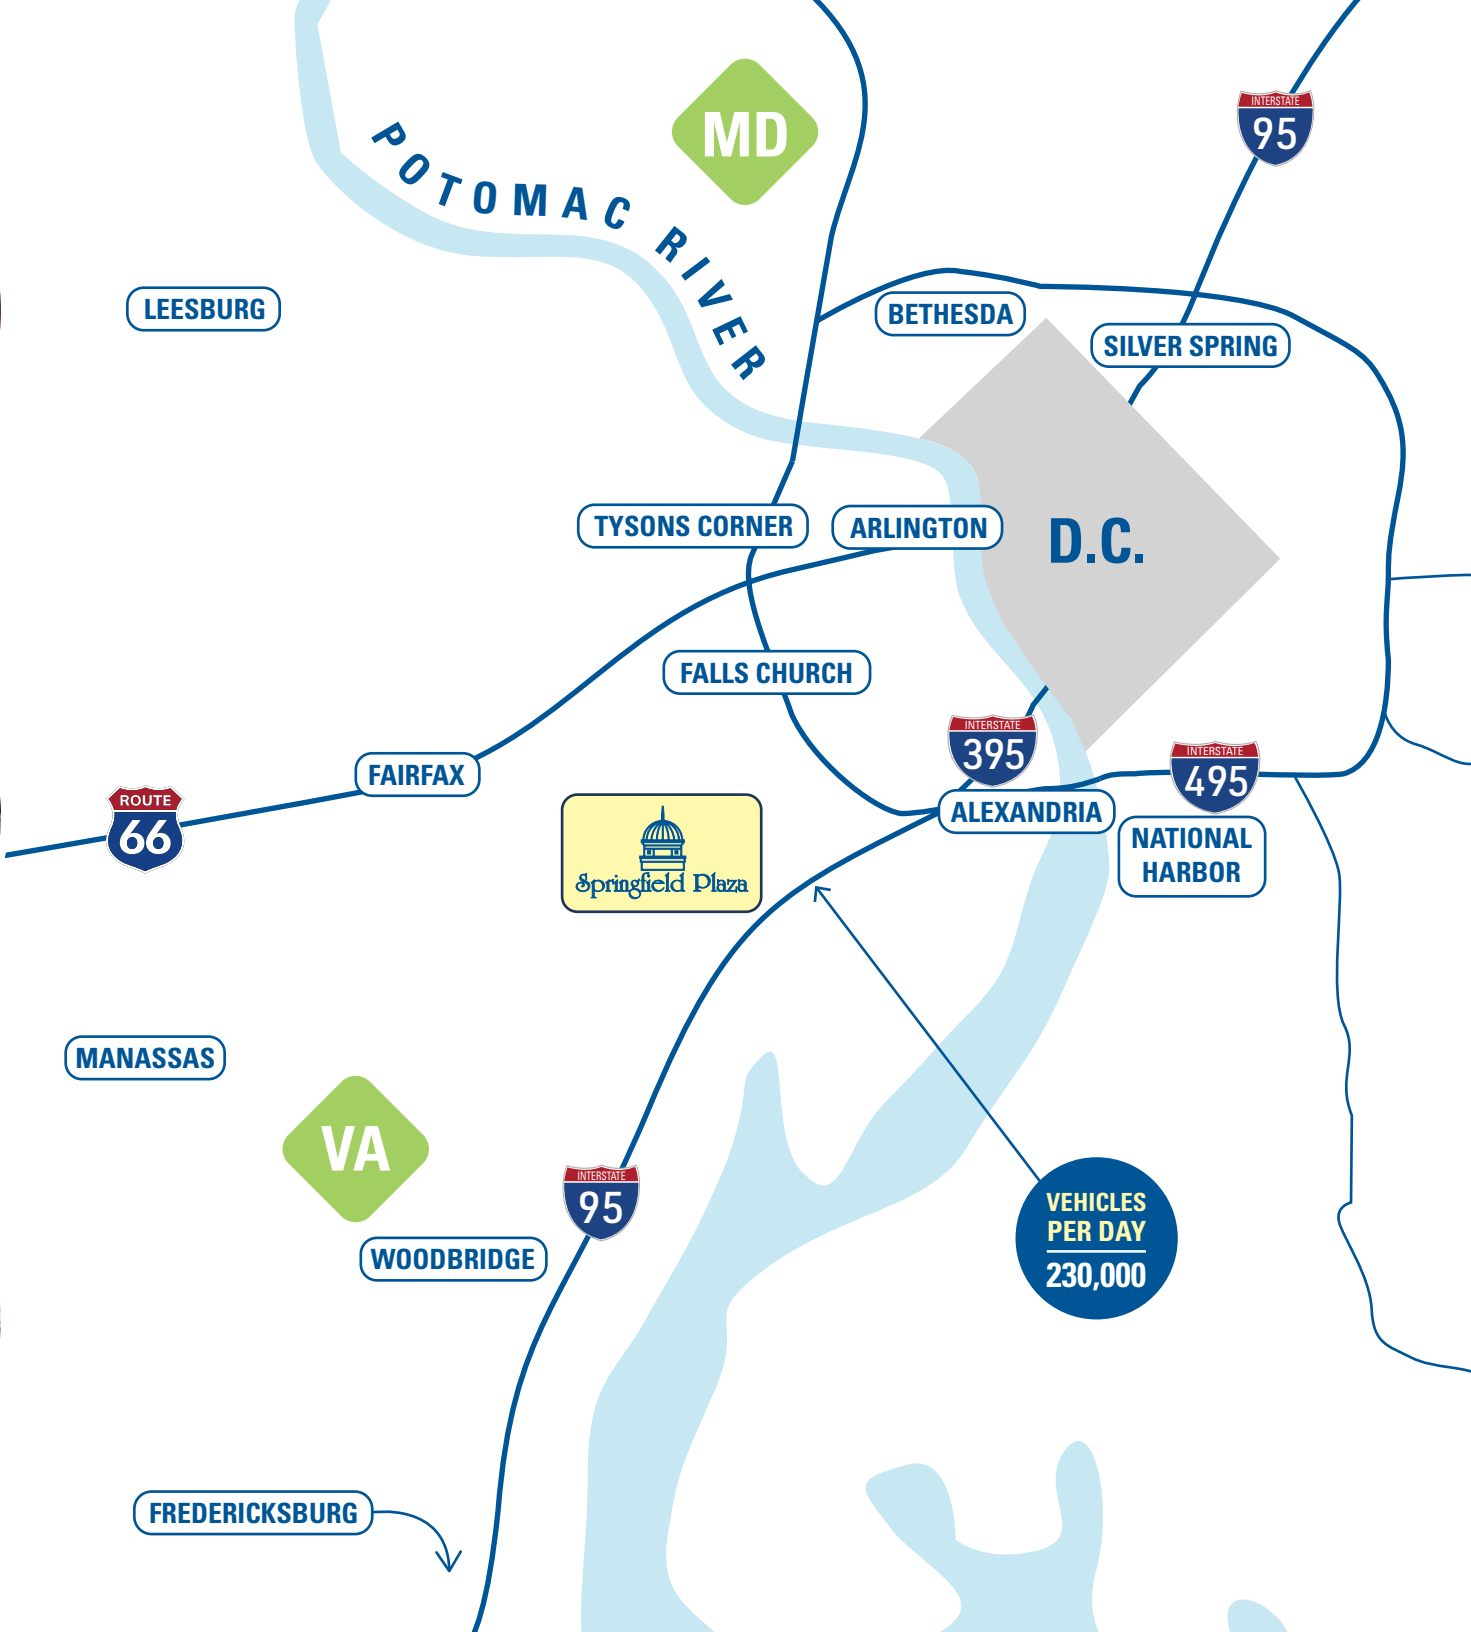 MD
INTERSTATE
95
POTOMAC RIVER
LEESBURG
BETHESDA
SILVER SPRING
TYSONS CORNER
ARLINGTON
D.C.
FALLS CHURCH
INTERSTATE
395
INTERSTATE
495
FAIRFAX
ROUTE
66
ALEXANDRIA
NATIONAL
HARBOR
Springfield Plaza
MANASSAS
VA
INTERSTATE
95
VEHICLES
PER DAY
230,000
WOODBRIDGE
FREDERICKSBURG